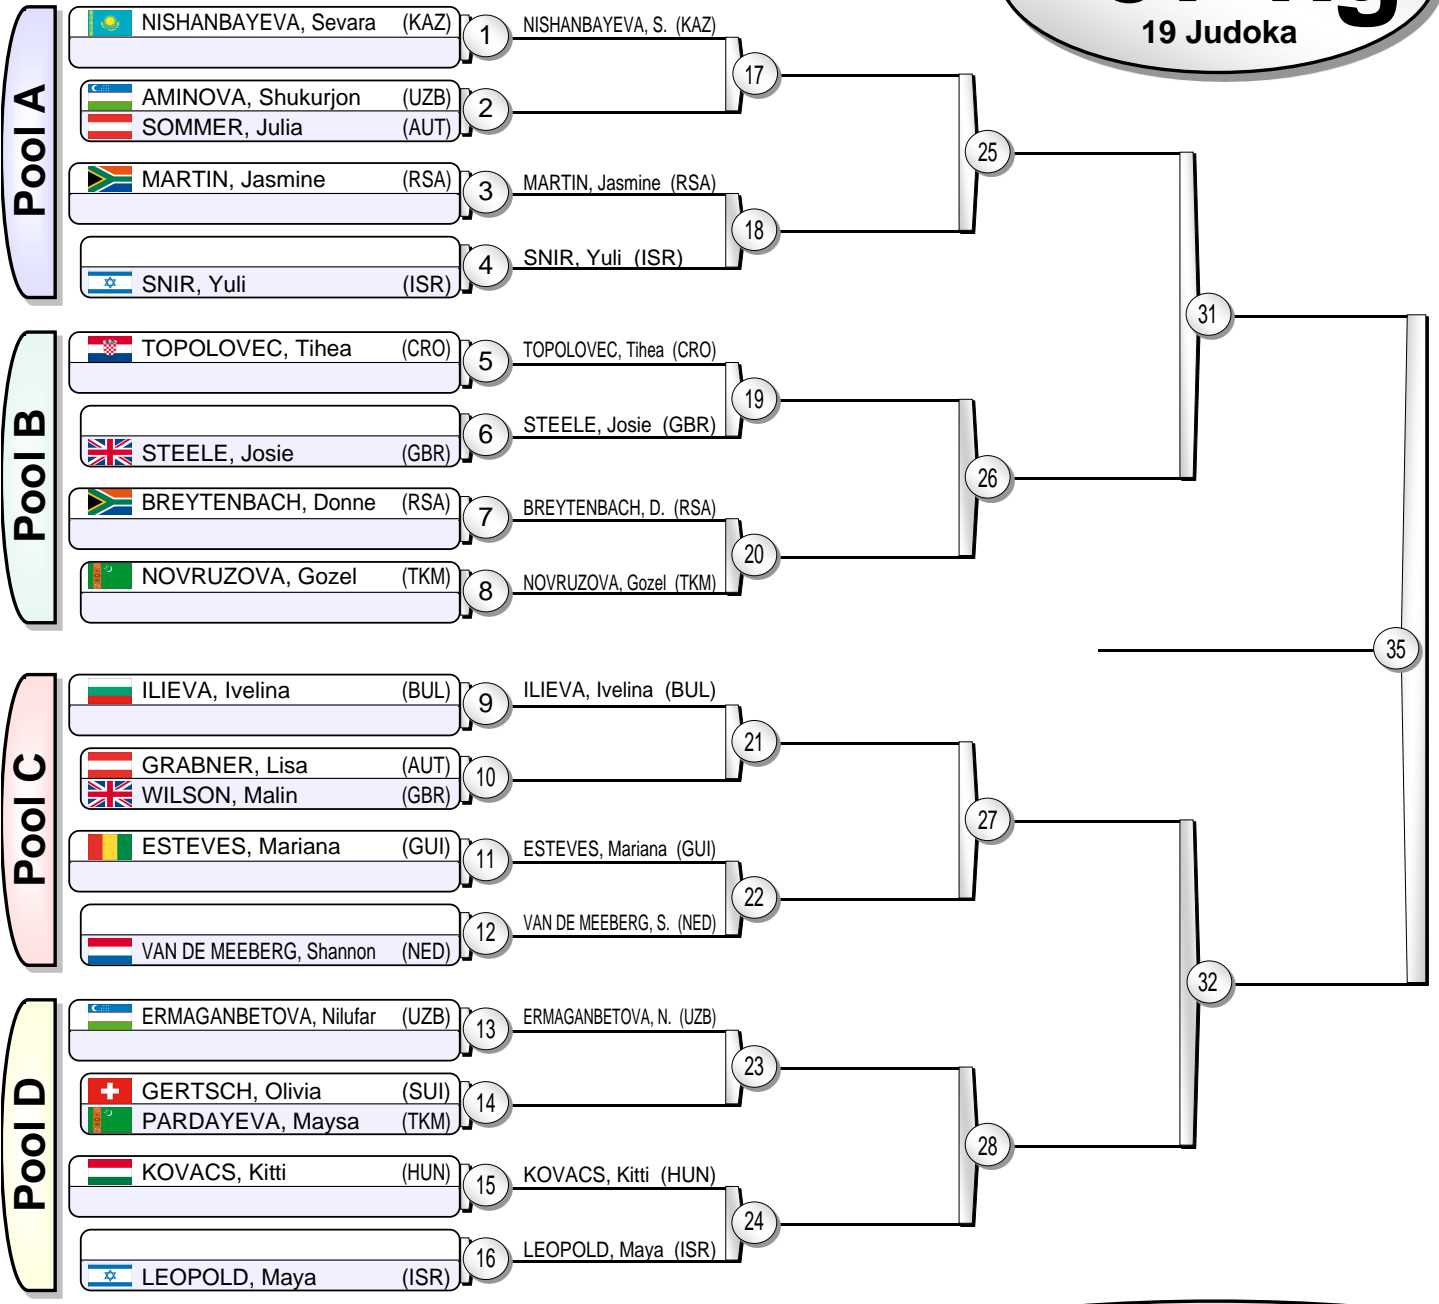 19 Judoka
Pool A
NISHANBAYEVA, Sevara (KAZ)
1
NISHANBAYEVA, S. (KAZ)
AMINOVA, Shukurjon (UZB)
SOMMER, Julia (AUT)
2
17
MARTIN, Jasmine (RSA)
3
MARTIN, Jasmine (RSA)
SNIR, Yuli (ISR)
4
SNIR, Yuli (ISR)
18
25
Pool B
TOPOLOVEC, Tihea (CRO)
5
TOPOLOVEC, Tihea (CRO)
STEELE, Josie (GBR)
6
STEELE, Josie (GBR)
19
BREYTENBACH, Donne (RSA)
7
BREYTENBACH, D. (RSA)
NOVRUZOVA, Gozel (TKM)
8
NOVRUZOVA, Gozel (TKM)
20
26
31
Pool C
ILIEVA, Ivelina (BUL)
9
ILIEVA, Ivelina (BUL)
GRABNER, Lisa (AUT)
WILSON, Malin (GBR)
10
21
ESTEVES, Mariana (GUI)
11
ESTEVES, Mariana (GUI)
VAN DE MEEBERG, Shannon (NED)
12
VAN DE MEEBERG, S. (NED)
22
27
Pool D
ERMAGANBETOVA, Nilufar (UZB)
13
ERMAGANBETOVA, N. (UZB)
GERTSCH, Olivia (SUI)
PARDAYEVA, Maysa (TKM)
14
23
KOVACS, Kitti (HUN)
15
KOVACS, Kitti (HUN)
LEOPOLD, Maya (ISR)
16
LEOPOLD, Maya (ISR)
24
28
32
35